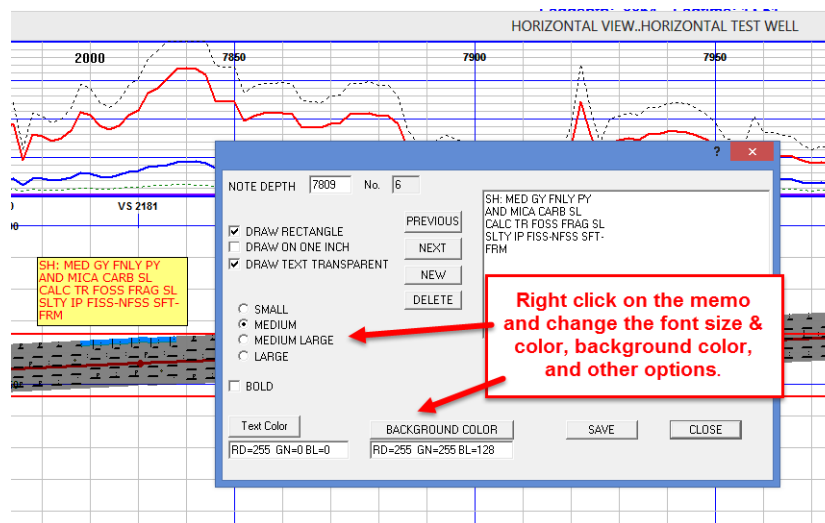 HORIZONTAL VIEW..HORIZONTAL TEST WELL
2000 7850 7900 7950
? ×
NOTE DEPTH 7809 No. 6
VS 2181
DRAW RECTANGLE
DRAW ON ONE INCH
DRAW TEXT TRANSPARENT
PREVIOUS
NEXT
NEW
DELETE
SH: MED GY FNLY PY
AND MICA CARB SL
CALC TR FOSS FRAG SL
SLTY IP FISS-NFSS SFT-
FRM
SH: MED GY FNLY PY
AND MICA CARB SL
CALC TR FOSS FRAG SL
SLTY IP FISS-NFSS SFT-
FRM
SMALL
MEDIUM
MEDIUM LARGE
LARGE
BOLD
Right click on the memo
and change the font size &
color, background color,
and other options.
Text Color
BACKGROUND COLOR
SAVE
CLOSE
RD=255 GN=0 BL=0
RD=255 GN=255 BL=128